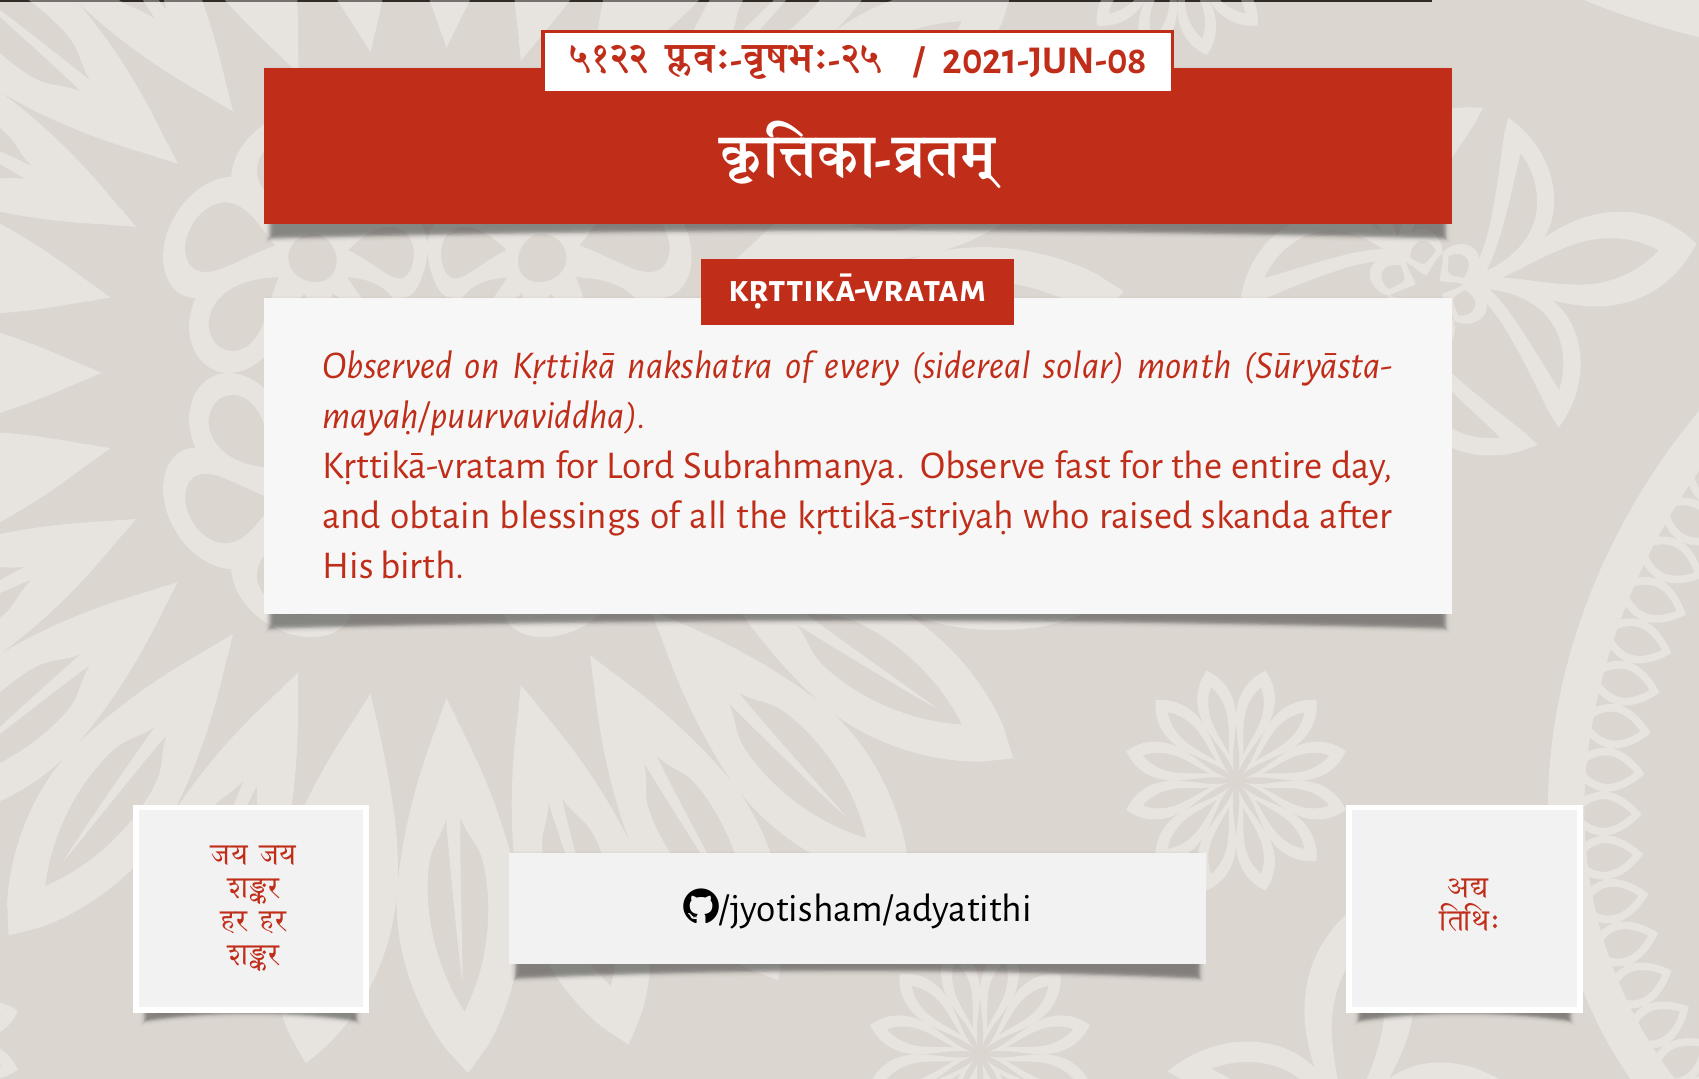 ५१२२ प्लवः-वृषभः-२५ / 2021-JUN-08
कृत्तिका-व्रतम्
KṚTTIKĀ-VRATAM
Observed on Kṛttikā nakshatra of every (sidereal solar) month (Sūryāsta-
mayaḥ/puurvaviddha).
Kṛttikā-vratam for Lord Subrahmanya. Observe fast for the entire day,
and obtain blessings of all the kṛttikā-striyaḥ who raised skanda after
His birth.
जय जय
शङ्कर
हर हर
शङ्कर
/jyotisham/adyatithi
अद्य
तिथिः